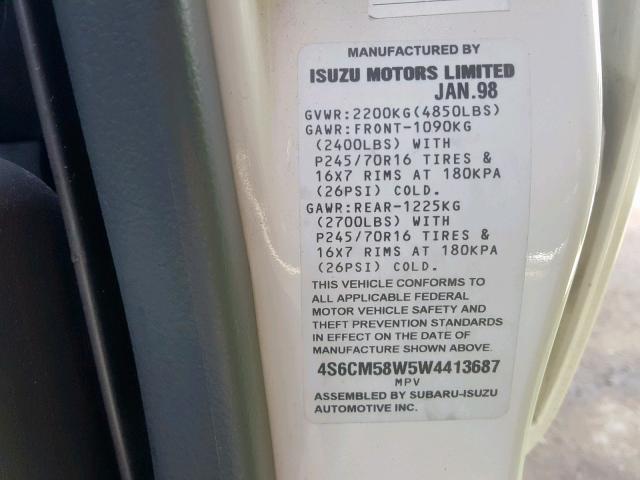 MANUFACTURED BY
ISUZU MOTORS LIMITED
JAN.98
GVWR:2200KG(4850LBS)
GAWR:FRONT-1090KG
(2400LBS) WITH
P245/70R16 TIRES &
16X7 RIMS AT 180KPA
(26PSI) COLD.
GAWR:REAR-1225KG
(2700LBS) WITH
P245/70R16 TIRES &
16X7 RIMS AT 180KPA
(26PSI) COLD.
THIS VEHICLE CONFORMS TO
ALL APPLICABLE FEDERAL
MOTOR VEHICLE SAFETY AND
THEFT PREVENTION STANDARDS
IN EFFECT ON THE DATE OF
MANUFACTURE SHOWN ABOVE.
4S6CM58W5W4413687
MPV
ASSEMBLED BY SUBARU-ISUZU
AUTOMOTIVE INC.